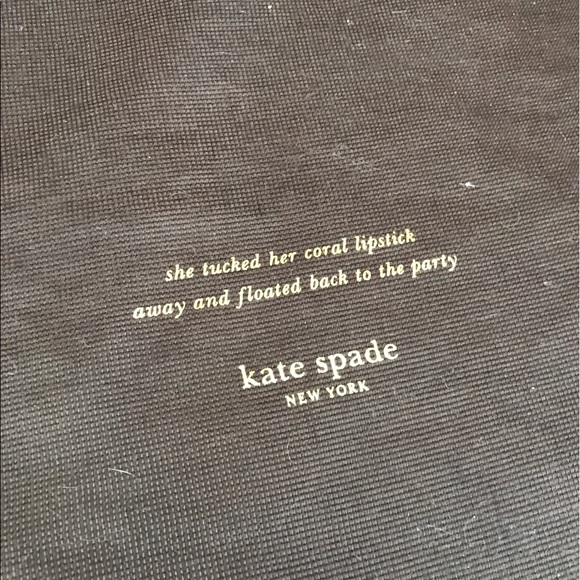 she tucked her coral lipstick
away and floated back to the party
kate spade
NEW YORK